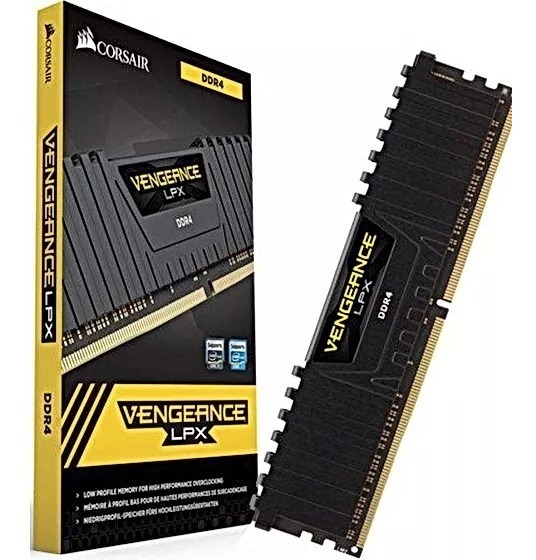 CORSAIR
DDR4
VENGEANCE
LPX
DDR4
VENGEANCE
LPX
LOW PROFILE MEMORY FOR HIGH PERFORMANCE OVERCLOCKING
MÉMOIRE À PROFIL BAS POUR DE HAUTES PERFORMANCES DE SURCADENÇAGE
NIEDRIGPROFIL-SPEICHER FÜRS HOCHLEISTUNGSÜBERTAKTEN
CORSAIR
VENGEANCE LPX
DDR4
VENGEANCE LPX
DDR4